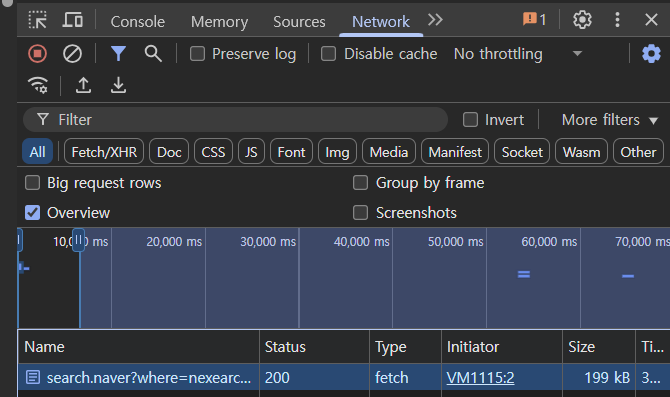 Console Memory Sources Network 1
Preserve log Disable cache No throttling
Filter Invert More filters
All Fetch/XHR Doc CSS JS Font Img Media Manifest Socket Wasm Other
Big request rows Group by frame
Overview Screenshots
10,000 ms 20,000 ms 30,000 ms 40,000 ms 50,000 ms 60,000 ms 70,000 ms
Name Status Type Initiator Size Ti...
search.naver?where=nexearc... 200 fetch VM1115:2 199 kB 3...